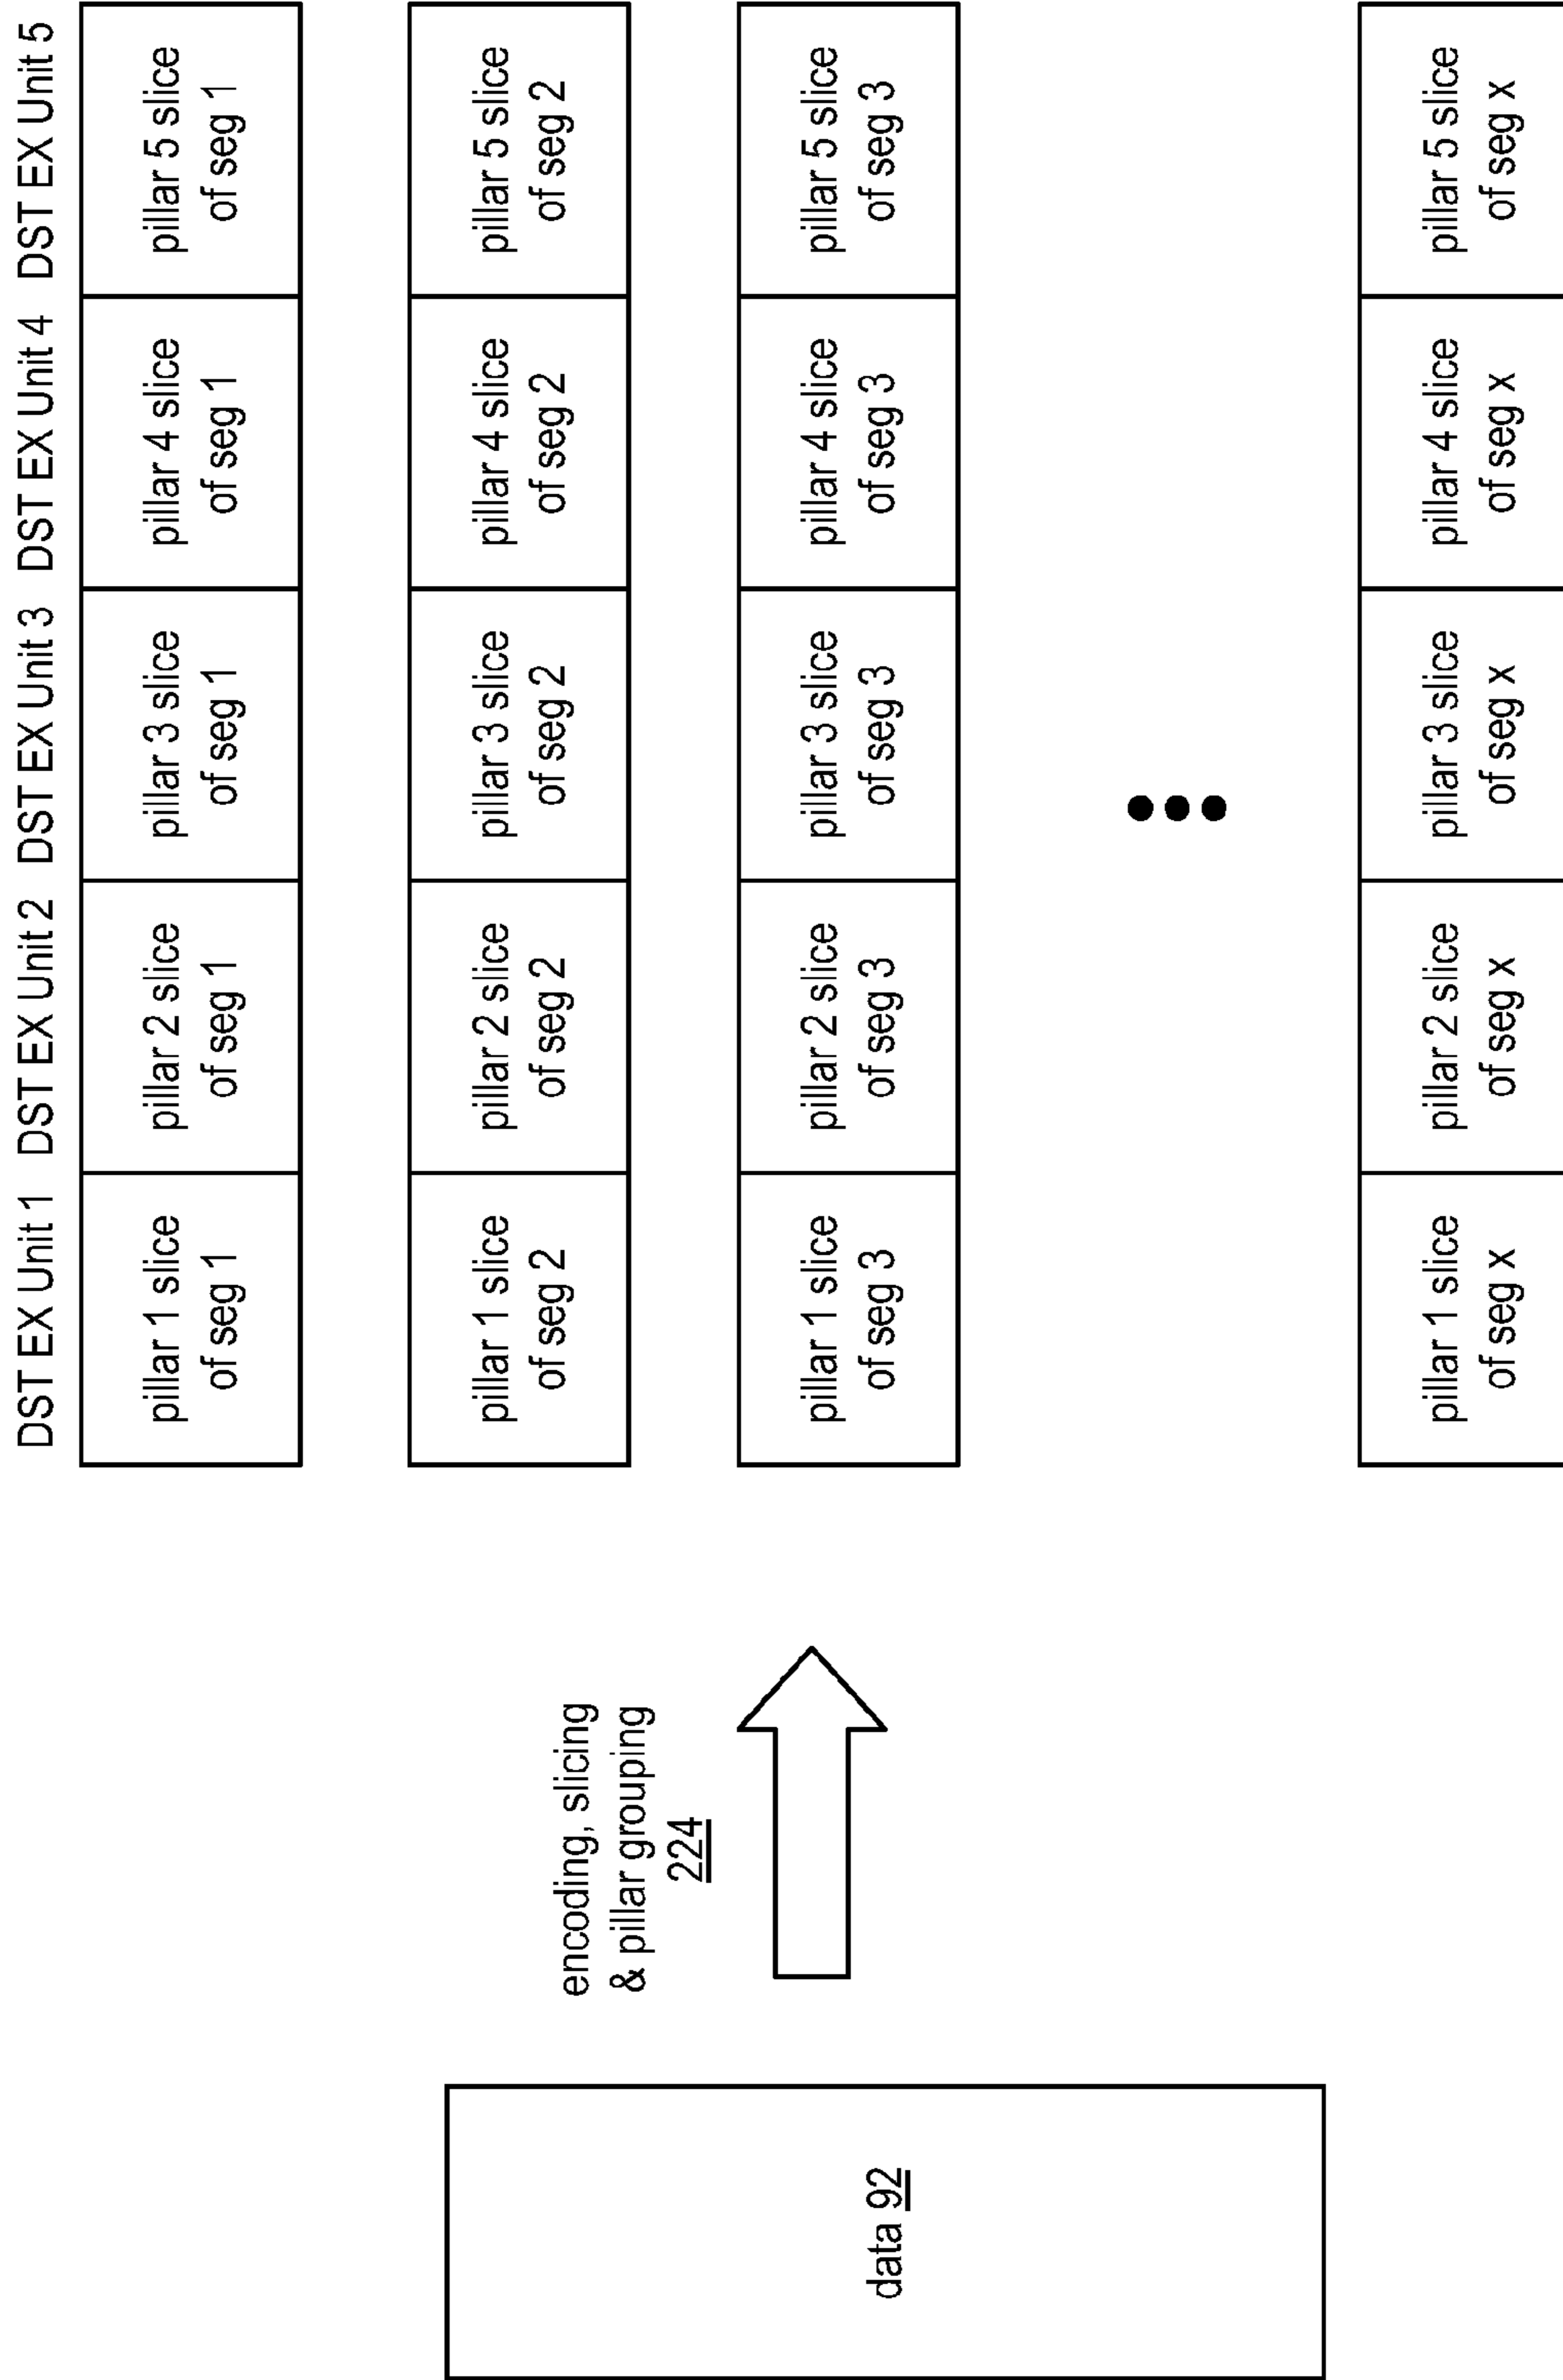 DST EX Unit 1 DST EX Unit 2 DST EX Unit 3 DST EX Unit 4 DST EX Unit 5
pillar 1 slice
of seg 1
pillar 2 slice
of seg 1
pillar 3 slice
of seg 1
pillar 4 slice
of seg 1
pillar 5 slice
of seg 1
pillar 1 slice
of seg 2
pillar 2 slice
of seg 2
pillar 3 slice
of seg 2
pillar 4 slice
of seg 2
pillar 5 slice
of seg 2
encoding, slicing
& pillar grouping
224
data 92
pillar 1 slice
of seg 3
pillar 2 slice
of seg 3
pillar 3 slice
of seg 3
pillar 4 slice
of seg 3
pillar 5 slice
of seg 3
pillar 1 slice
of seg x
pillar 2 slice
of seg x
pillar 3 slice
of seg x
pillar 4 slice
of seg x
pillar 5 slice
of seg x